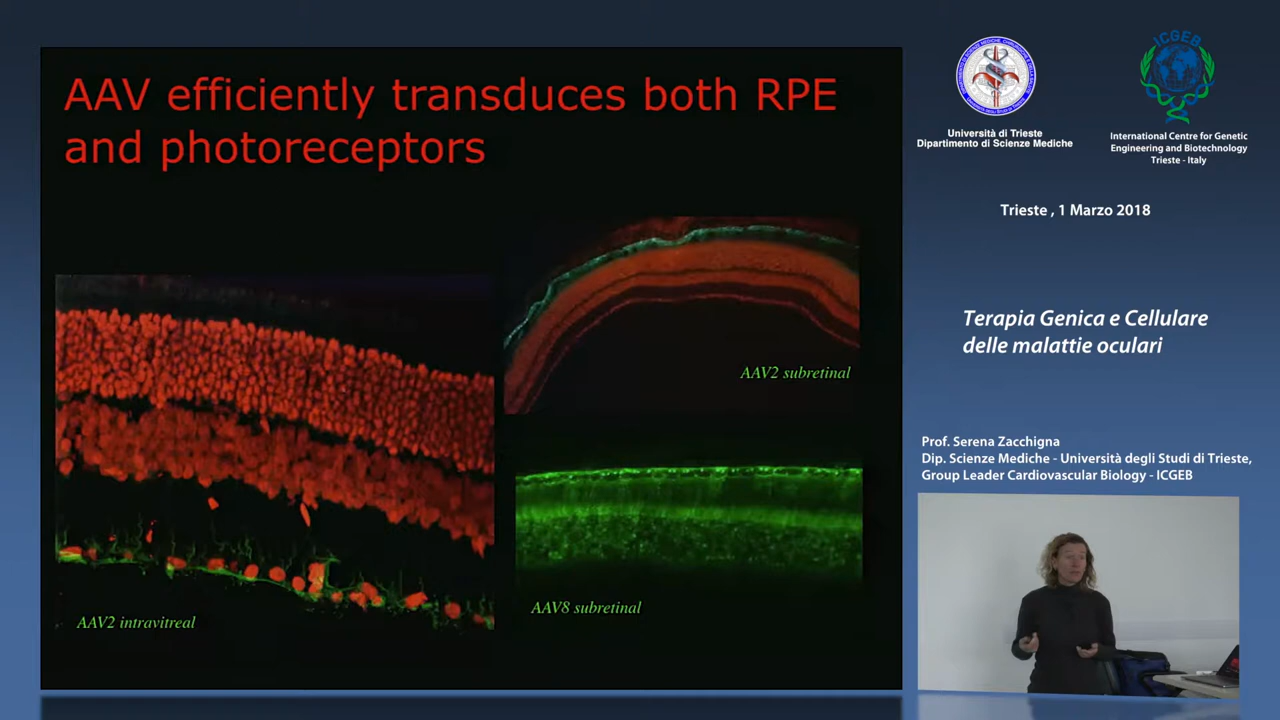 AAV efficiently transduces both RPE
and photoreceptors
AAV2 intravitreal
AAV2 subretinal
AAV8 subretinal
Università di Trieste
Dipartimento di Scienze Mediche
ICGEB
International Centre for Genetic
Engineering and Biotechnology
Trieste - Italy
Trieste , 1 Marzo 2018
Terapia Genica e Cellulare
delle malattie oculari
Prof. Serena Zacchigna
Dip. Scienze Mediche - Università degli Studi di Trieste,
Group Leader Cardiovascular Biology - ICGEB